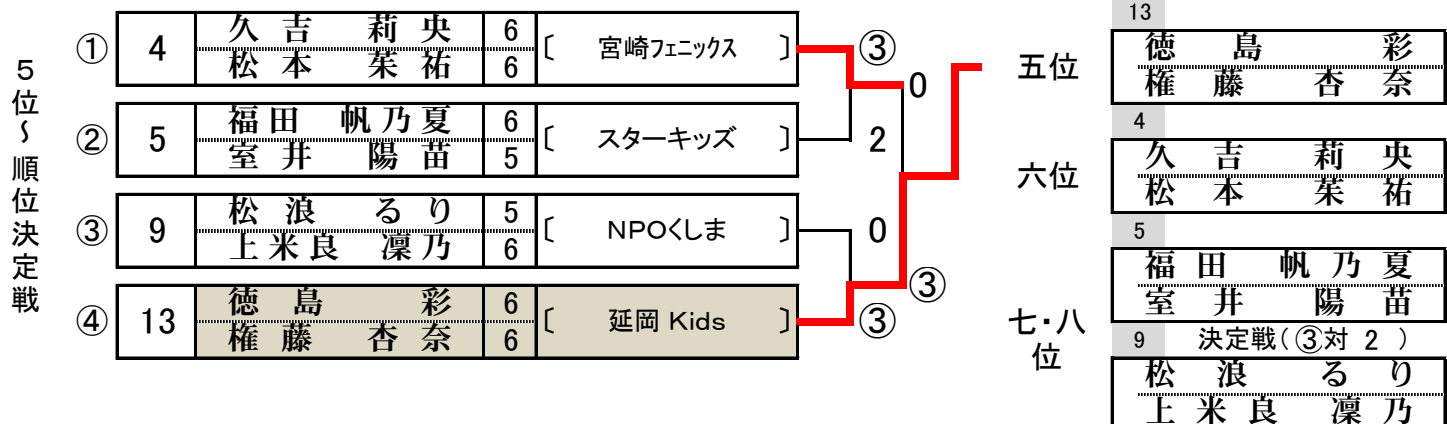 5位～順位決定戦
① 4 久吉 莉央 6 〔 宮崎フェニックス 〕 ③
松本 茱祐 6
0
② 5 福田 帆乃夏 6 〔 スターキッズ 〕 2
室井 陽苗 5
③ 9 松浪 るり 5 〔 NPOくしま 〕 0
上米良 凜乃 6
③
④ 13 徳島 彩 6 〔 延岡 Kids 〕 ③
権藤 杏奈 6
13
五位 徳島 彩
権藤 杏奈
4
六位 久吉 莉央
松本 茱祐
5
七・八位
福田 帆乃夏
室井 陽苗
9 決定戦(③対 2 )
松浪 るり
上米良 凜乃